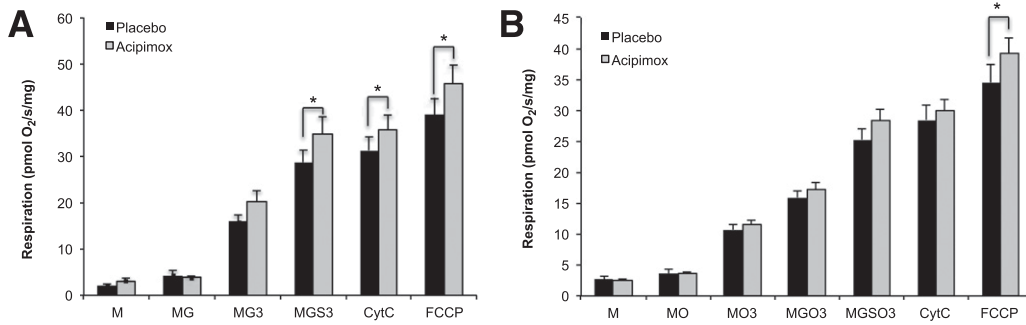 A
Respiration (pmol O2/s/mg)
60
50
40
30
20
10
0
Placebo
Acipimox
*
*
*
M MG MG3 MGS3 CytC FCCP
B
Respiration (pmol O2/s/mg)
45
40
35
30
25
20
15
10
5
0
Placebo
Acipimox
*
M MO MO3 MGO3 MGSO3 CytC FCCP